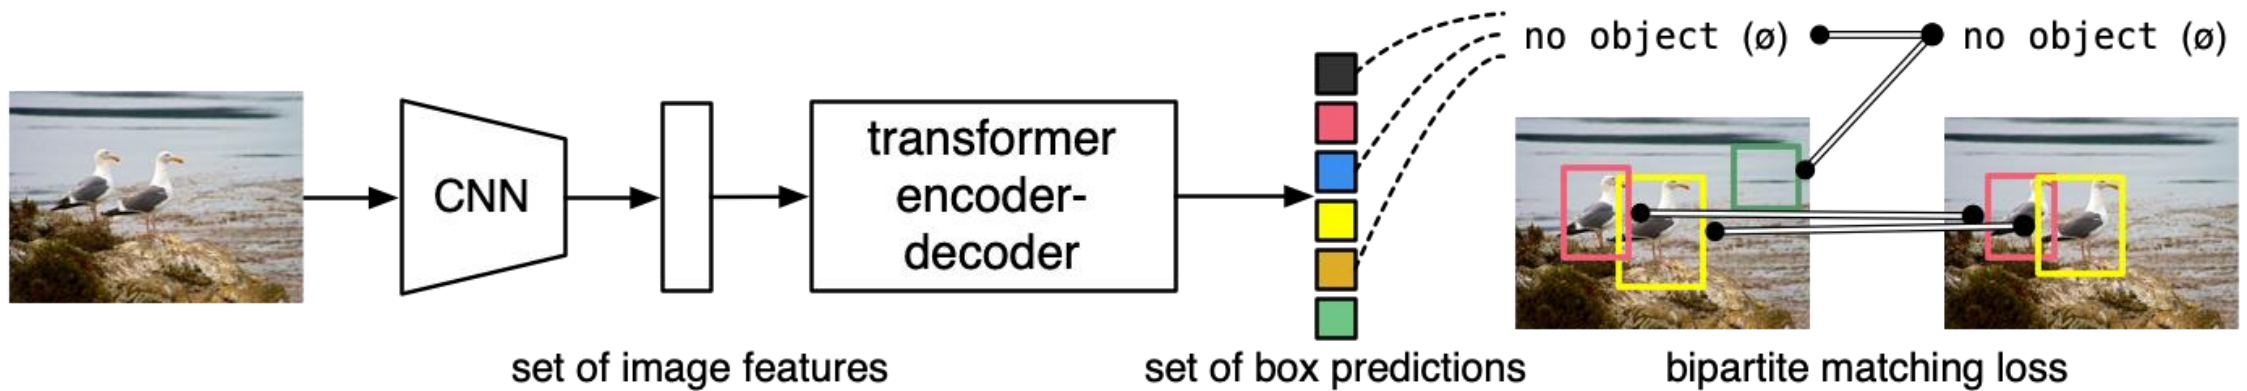 no object (ø)
no object (ø)
CNN
transformer
encoder-
decoder
set of image features
set of box predictions
bipartite matching loss